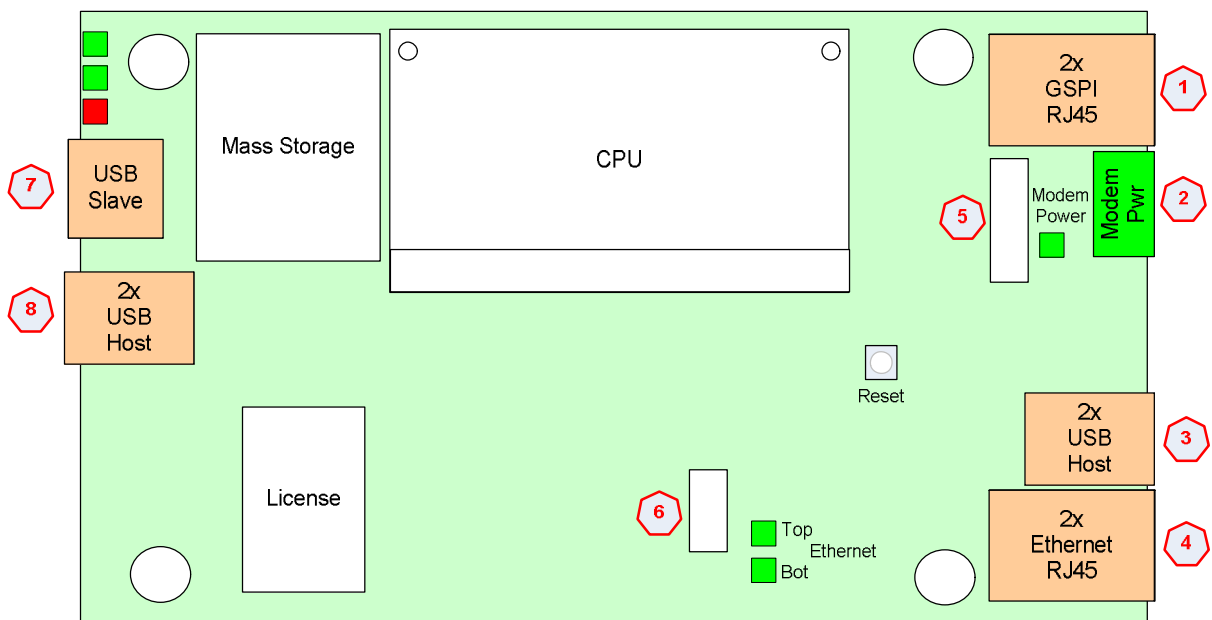 2x
GSPI
RJ45
1
Mass Storage
CPU
USB
Slave
7
Modem
Power
Modem
Pwr
2
5
2x
USB
Host
8
Reset
2x
USB
Host
3
License
6
Top
Ethernet
Bot
2x
Ethernet
RJ45
4